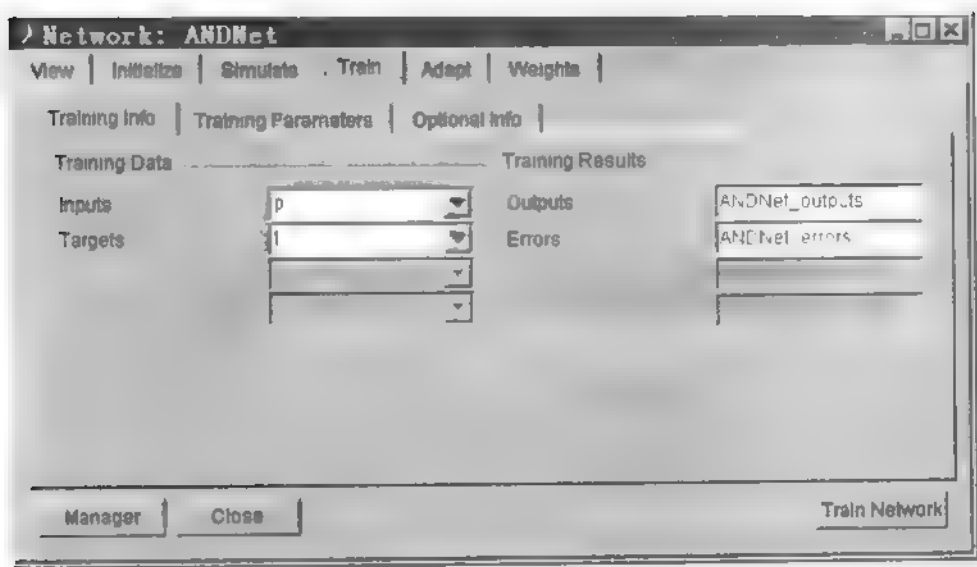 Network: ANDNet
View Initialize Simulate Train Adapt Weights
Training Info Training Parameters Optional Info
Training Data Training Results
Inputs p Outputs ANDNet_outputs
Targets t Errors ANDNet_errors
Manager Close Train Network